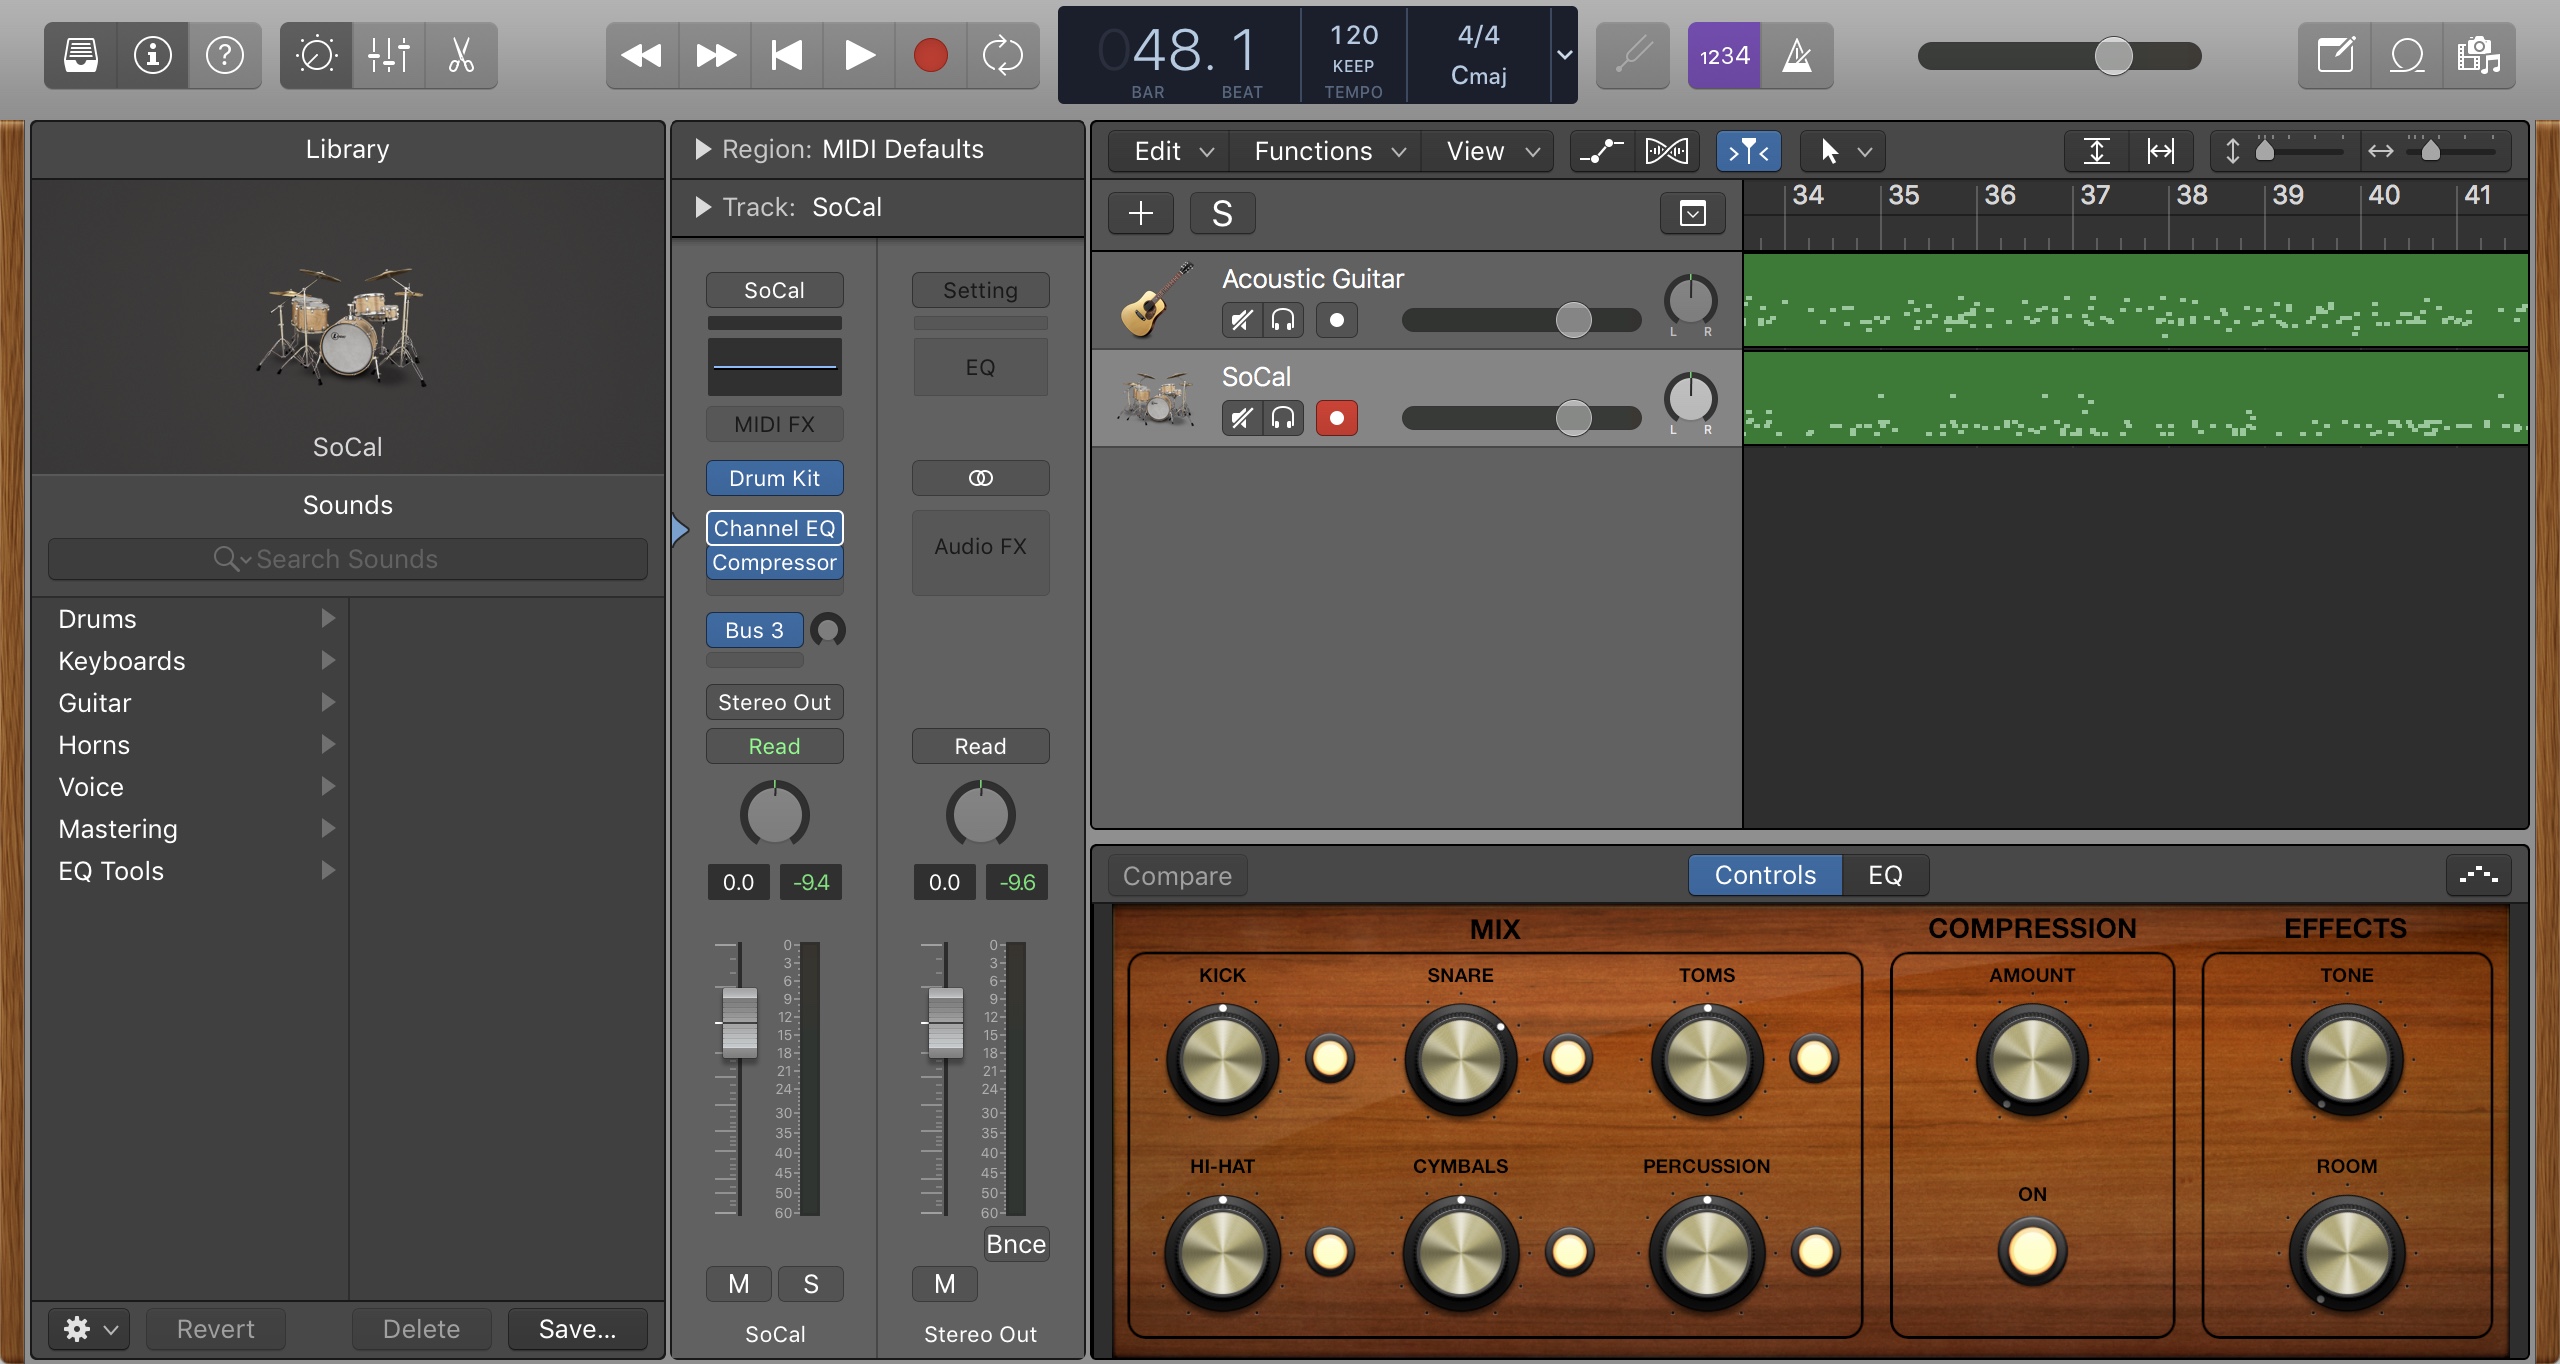 048. 1
BAR BEAT
120
KEEP
TEMPO
4/4
Cmaj
1234
Library
SoCal
Sounds
Search Sounds
Drums
Keyboards
Guitar
Horns
Voice
Mastering
EQ Tools
Revert
Delete
Save...
Region: MIDI Defaults
Track: SoCal
SoCal
MIDI FX
Drum Kit
Channel EQ
Compressor
Bus 3
Stereo Out
Read
0.0 -9.4
0
3
6
9
12
15
18
21
24
30
35
40
45
50
60
M S
SoCal
Setting
EQ
Audio FX
Read
0.0 -9.6
0
3
6
9
12
15
18
21
24
30
35
40
45
50
60
Bnce
M
Stereo Out
Edit Functions View
S
34 35 36 37 38 39 40 41
Acoustic Guitar
L R
SoCal
L R
Compare
Controls EQ
MIX
KICK SNARE TOMS
HI-HAT CYMBALS PERCUSSION
COMPRESSION
AMOUNT
ON
EFFECTS
TONE
ROOM